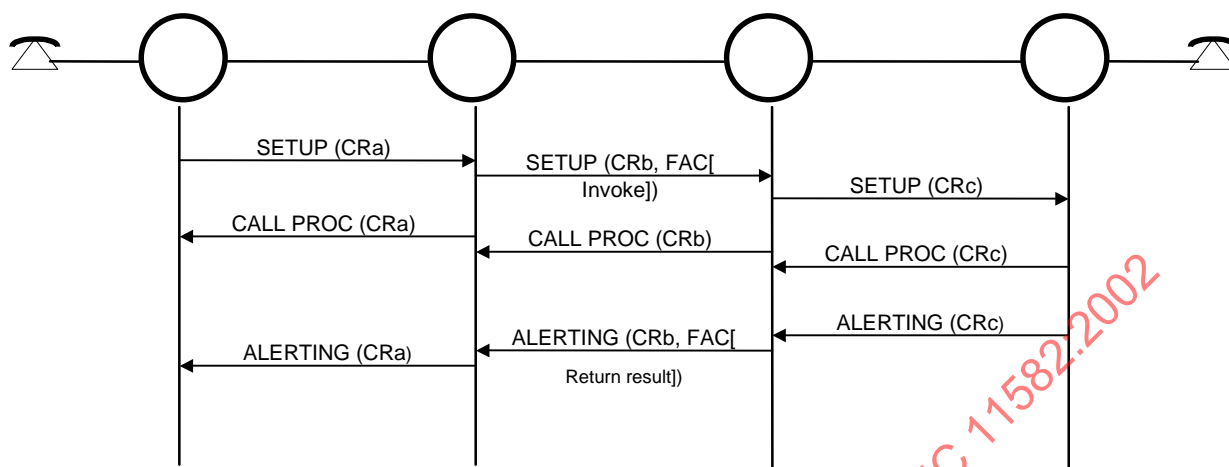 SETUP (CRa)
SETUP (CRb, FAC[
Invoke])
SETUP (CRc)
CALL PROC (CRa)
CALL PROC (CRb)
CALL PROC (CRc)
ALERTING (CRc)
ALERTING (CRb, FAC[
Return result])
ALERTING (CRa)
11582:2002